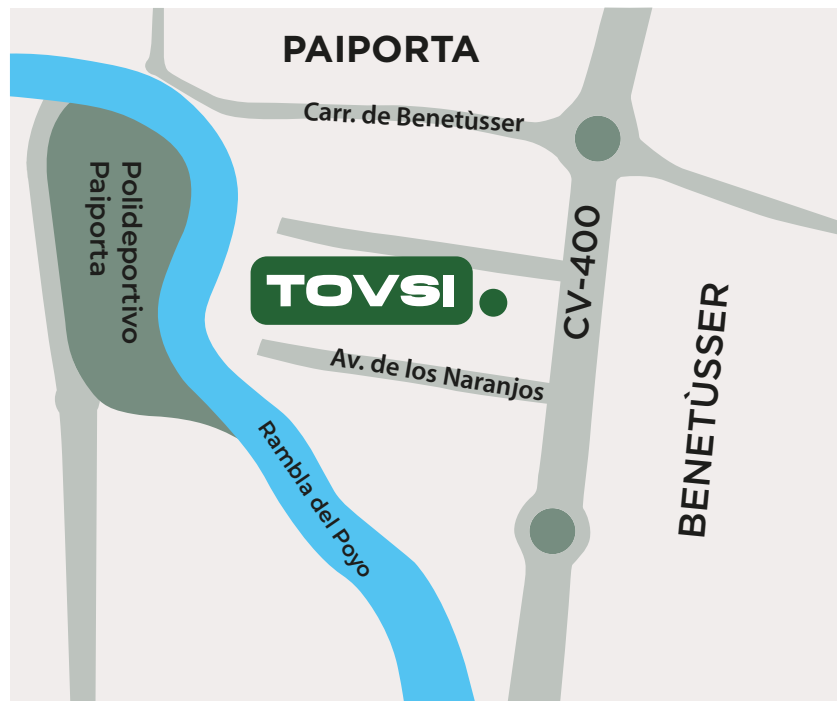 PAIPORTA
Carr. de Benetùsser
Polideportivo
Paiporta
CV-400
TOVSI
BENETÙSSER
Av. de los Naranjos
Rambla del Poyo